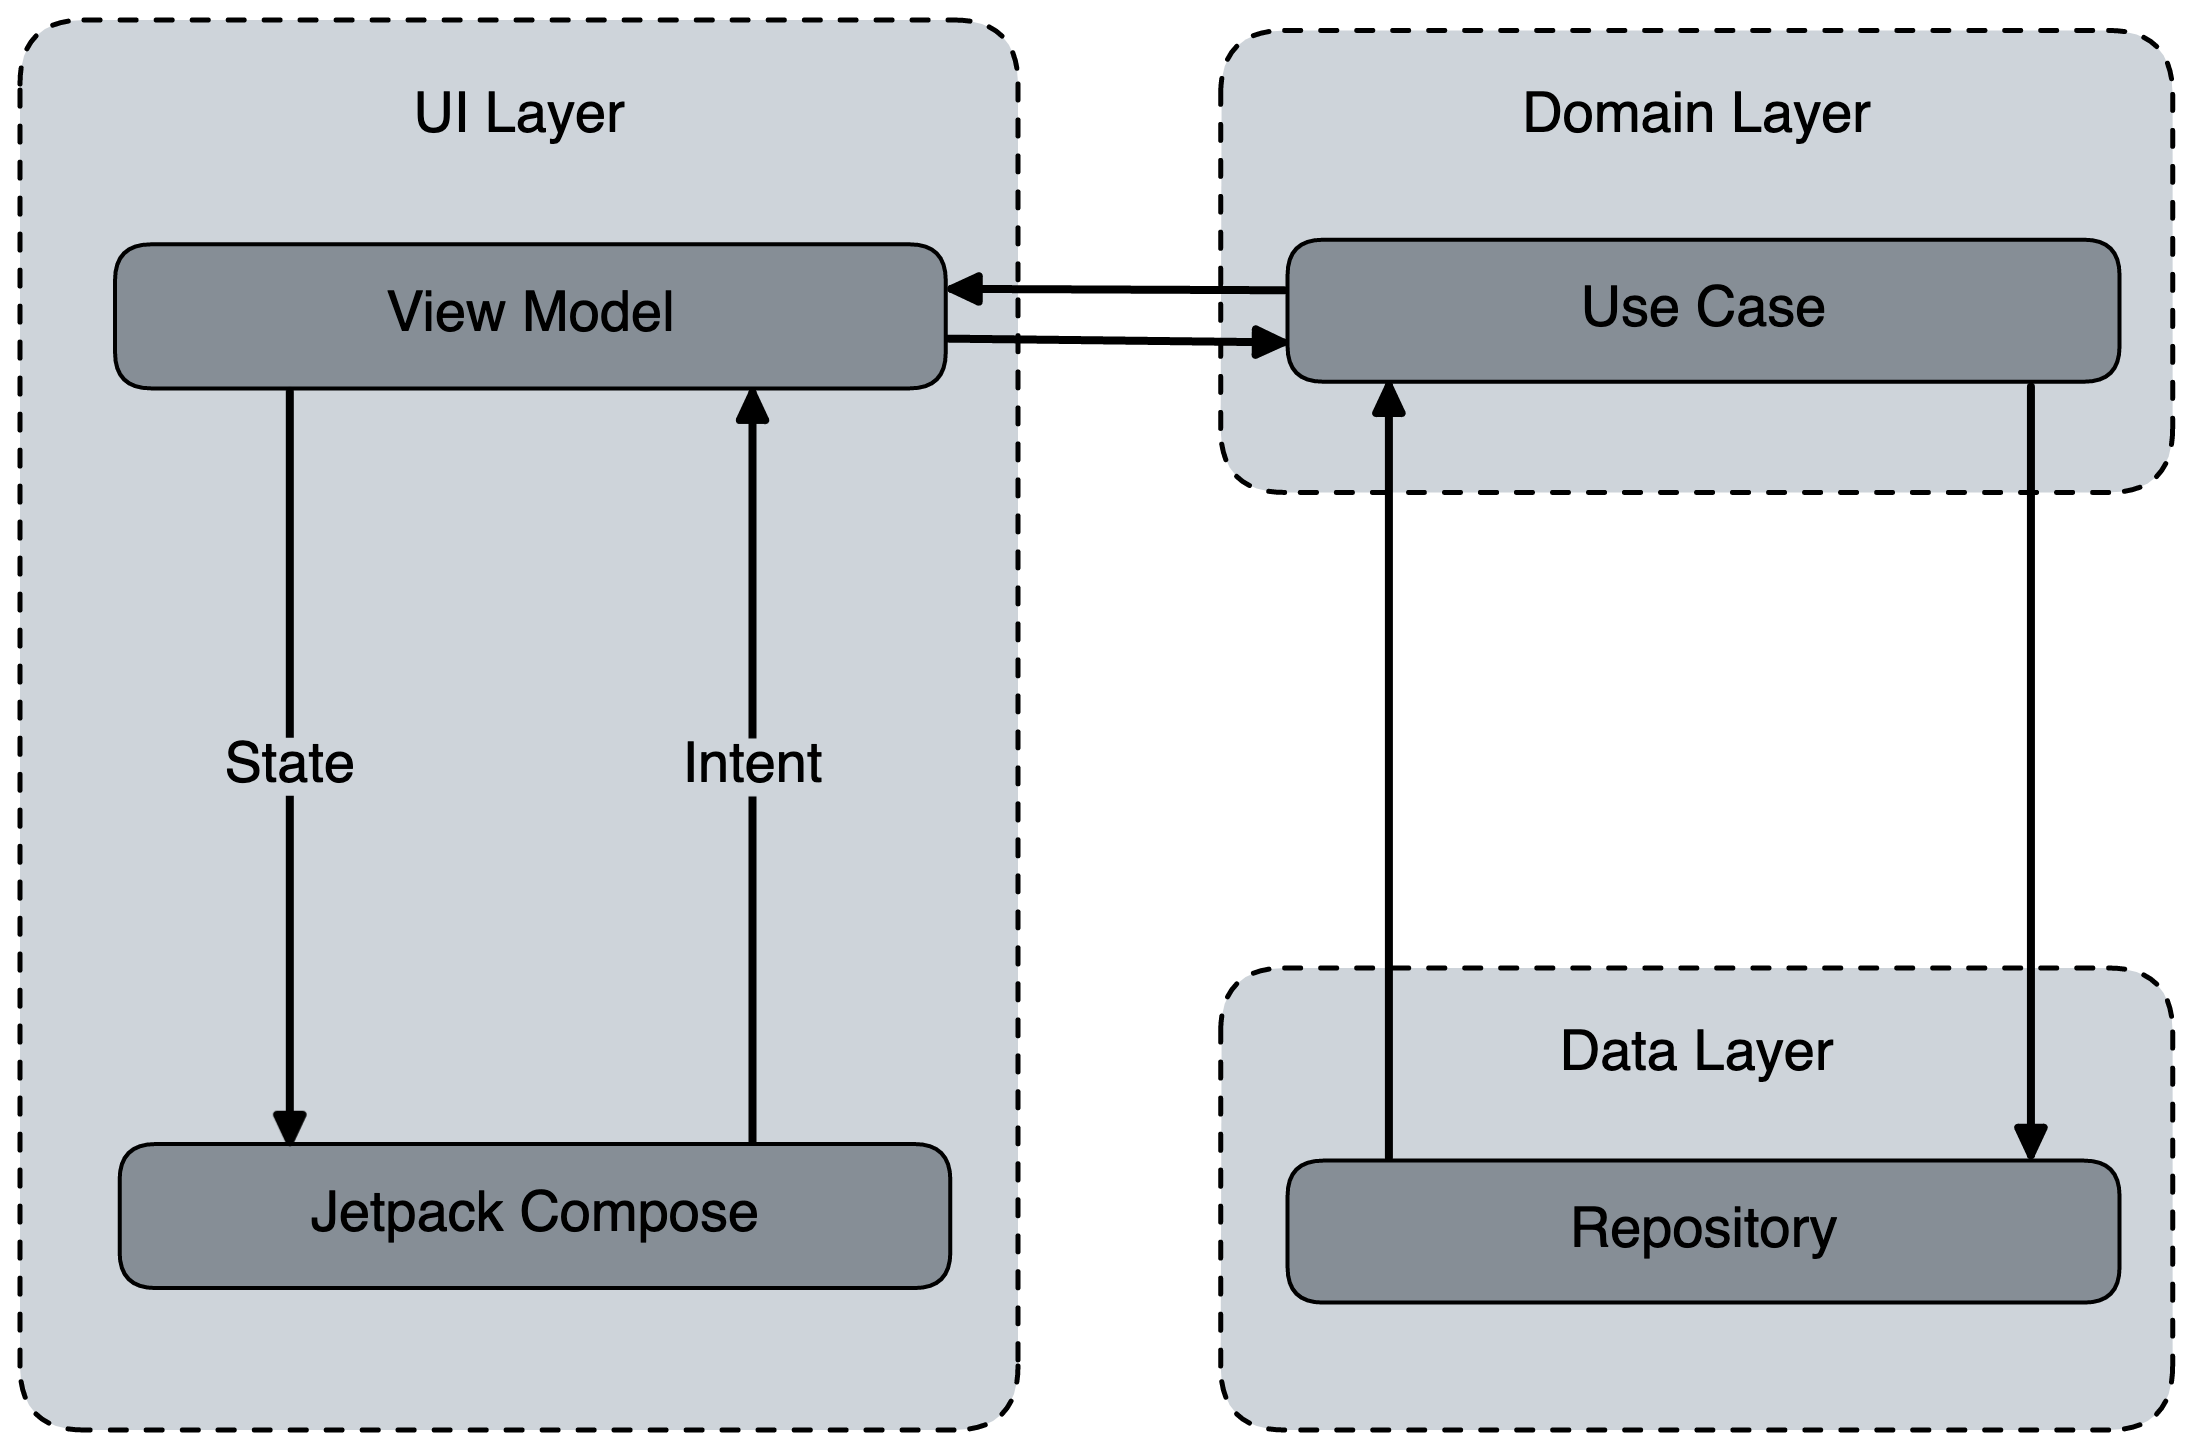 UI Layer
View Model
State
Intent
Jetpack Compose
Domain Layer
Use Case
Data Layer
Repository